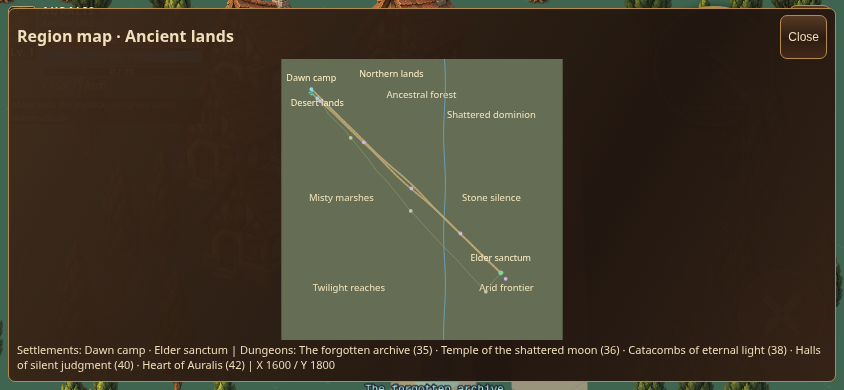 Region map · Ancient lands
Close
Dawn camp
Northern lands
Ancestral forest
Desert lands
Shattered dominion
Misty marshes
Stone silence
Elder sanctum
Twilight reaches
Arid frontier
Settlements: Dawn camp · Elder sanctum | Dungeons: The forgotten archive (35) · Temple of the shattered moon (36) · Catacombs of eternal light (38) · Halls
of silent judgment (40) · Heart of Auralis (42) | X 1600 / Y 1800
The forgotten archive